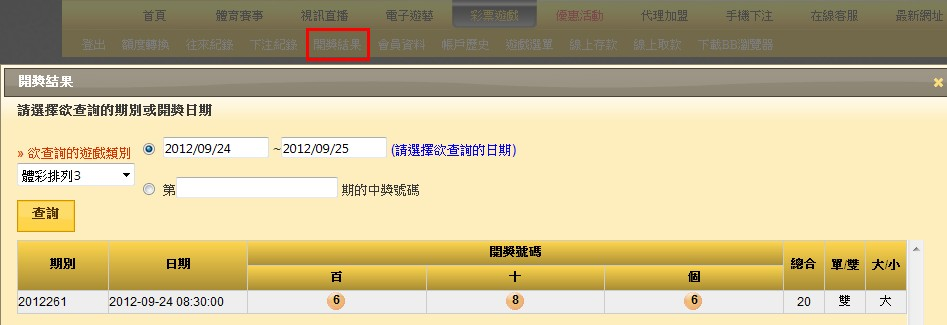 首頁 體育賽事 視訊直播 電子遊藝 彩票遊戲 優惠活動 代理加盟 手機下注 在線客服 最新網址
登出 額度轉換 往來紀錄 下注紀錄 開獎結果 會員資料 帳戶歷史 遊戲選單 線上存款 線上取款 下載BB瀏覽器
開獎結果
請選擇欲查詢的期別或開獎日期
» 欲查詢的遊戲類別 2012/09/24 ~ 2012/09/25 (請選擇欲查詢的日期)
體彩排列3 第 期的中獎號碼
查詢
期別 日期 開獎號碼 總合 單/雙 大/小
百 十 個
2012261 2012-09-24 08:30:00 6 8 6 20 雙 大